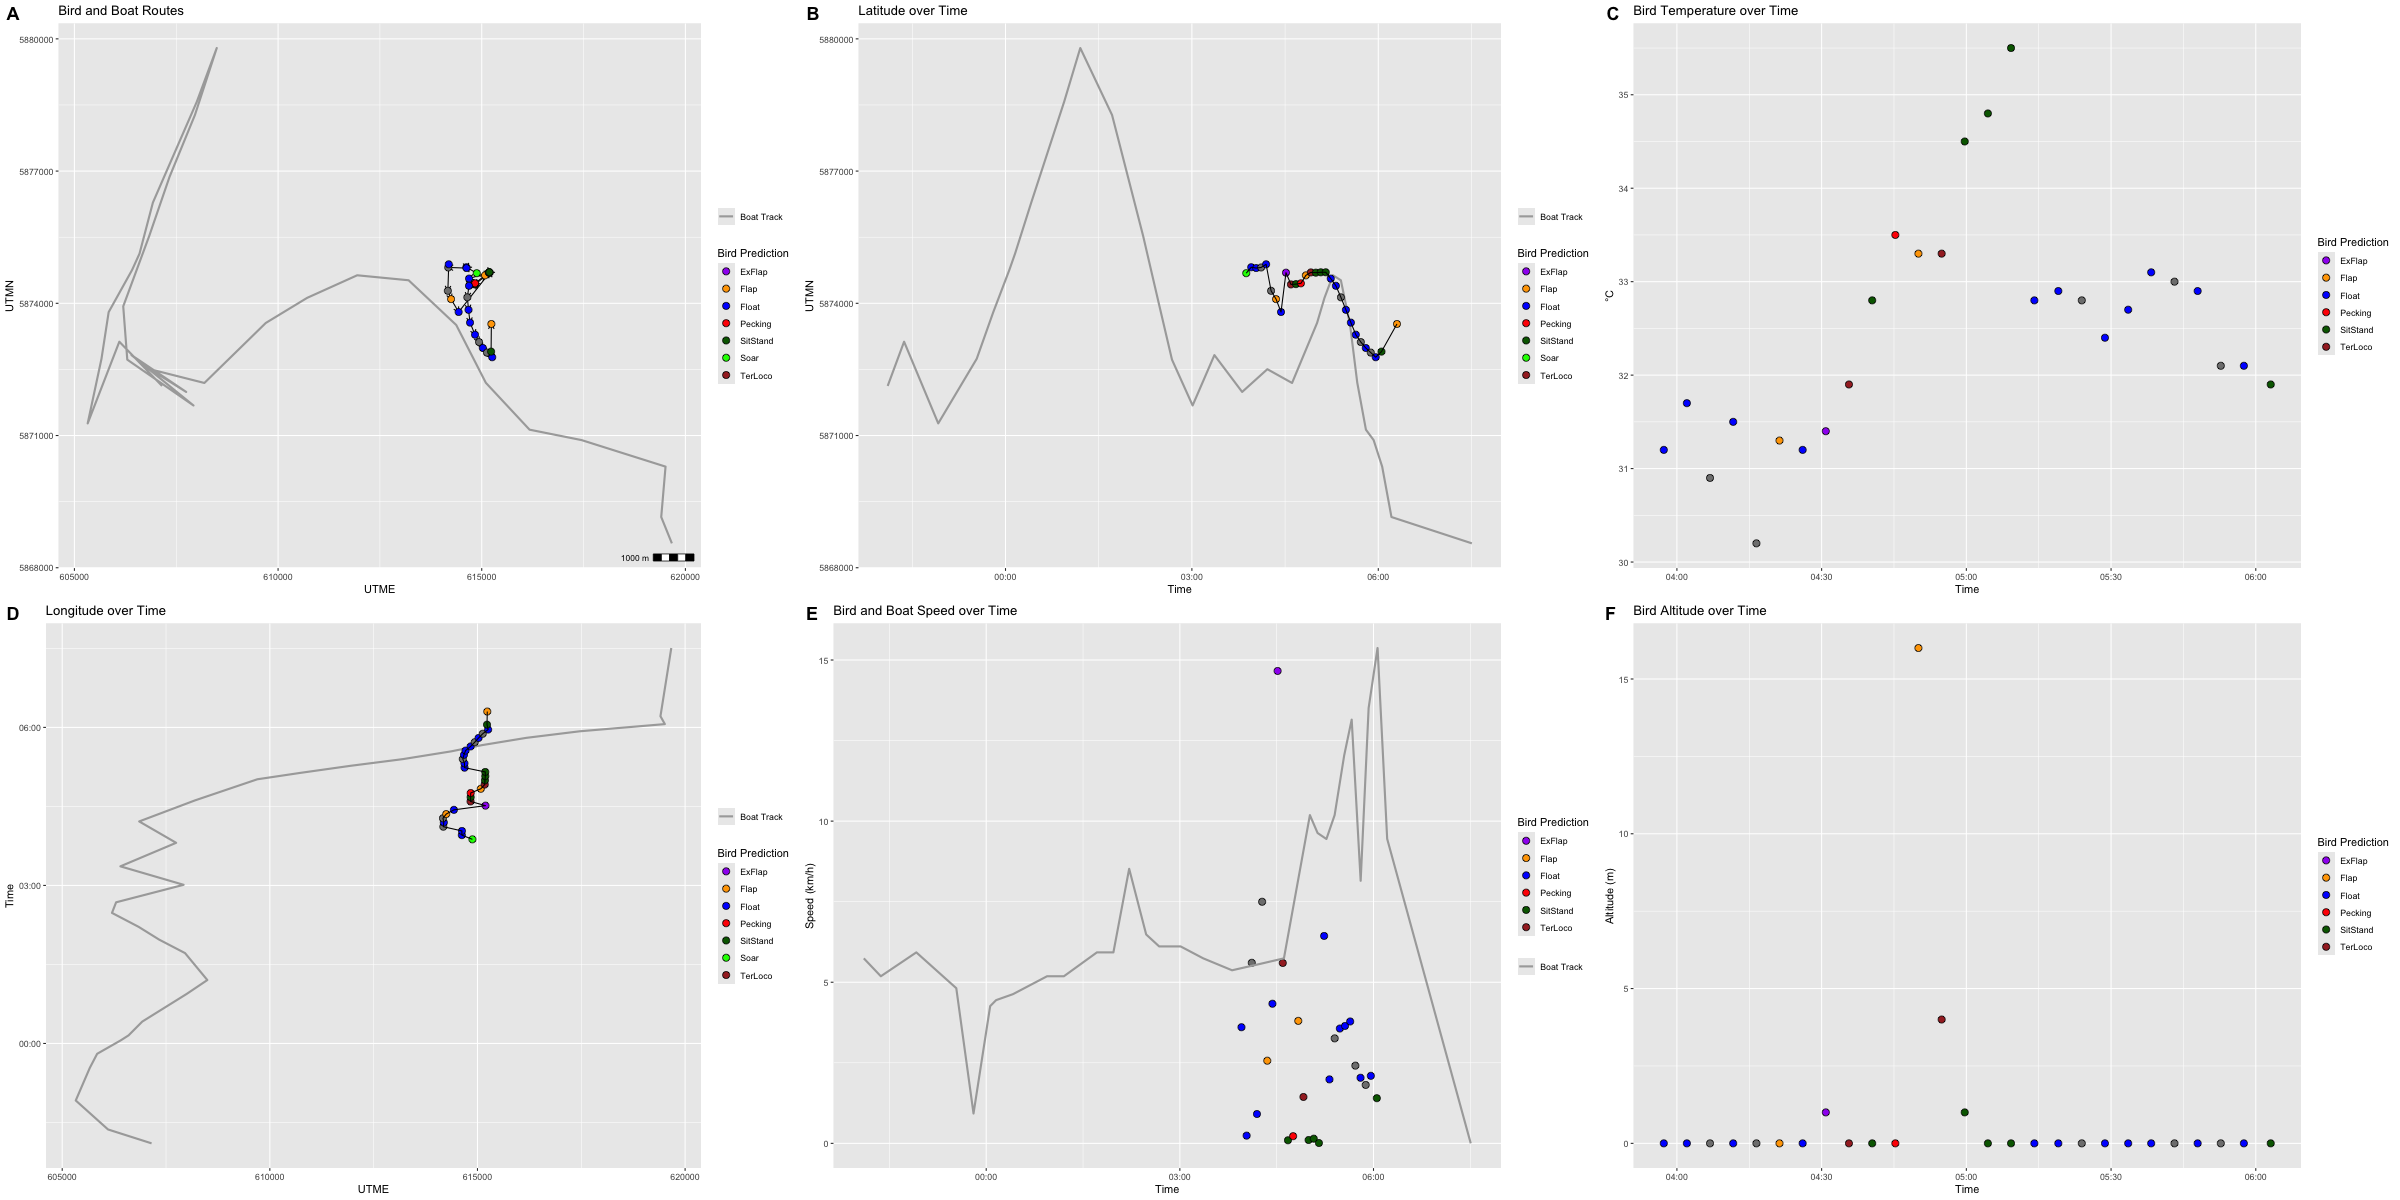 A Bird and Boat Routes
5880000
5877000
5874000
5871000
5868000
UTMN
605000 610000 615000 620000
UTME
1000 m
Boat Track
Bird Prediction
ExFlap
Flap
Float
Pecking
SitStand
Soar
TerLoco
B Latitude over Time
5880000
5877000
5874000
5871000
5868000
UTMN
00:00 03:00 06:00
Time
Boat Track
Bird Prediction
ExFlap
Flap
Float
Pecking
SitStand
Soar
TerLoco
C Bird Temperature over Time
35
34
33
32
31
30
°C
04:00 04:30 05:00 05:30 06:00
Time
Bird Prediction
ExFlap
Flap
Float
Pecking
SitStand
TerLoco
D Longitude over Time
06:00
03:00
00:00
Time
605000 610000 615000 620000
UTME
Boat Track
Bird Prediction
ExFlap
Flap
Float
Pecking
SitStand
Soar
TerLoco
E Bird and Boat Speed over Time
15
10
5
0
Speed (km/h)
00:00 03:00 06:00
Time
Bird Prediction
ExFlap
Flap
Float
Pecking
SitStand
TerLoco
Boat Track
F Bird Altitude over Time
15
10
5
0
Altitude (m)
04:00 04:30 05:00 05:30 06:00
Time
Bird Prediction
ExFlap
Flap
Float
Pecking
SitStand
TerLoco